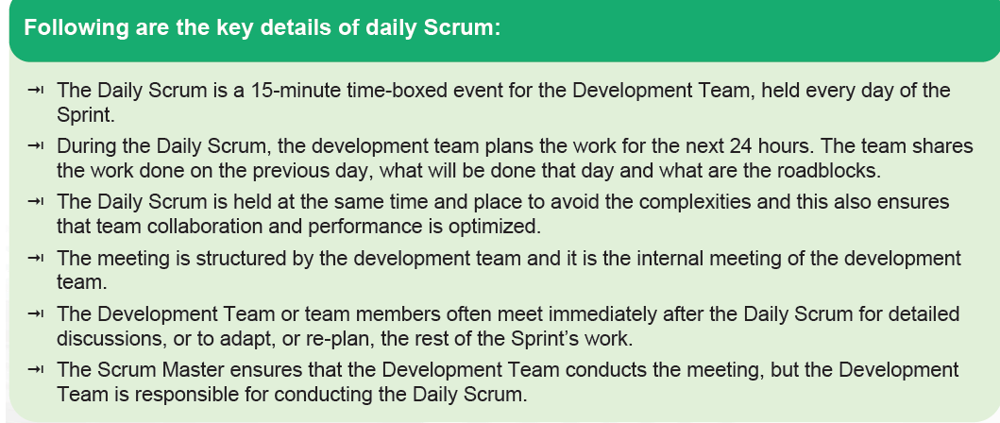 Following are the key details of daily Scrum:
The Daily Scrum is a 15-minute time-boxed event for the Development Team, held every day of the
Sprint.
During the Daily Scrum, the development team plans the work for the next 24 hours. The team shares
the work done on the previous day, what will be done that day and what are the roadblocks.
The Daily Scrum is held at the same time and place to avoid the complexities and this also ensures
that team collaboration and performance is optimized.
The meeting is structured by the development team and it is the internal meeting of the development
team.
The Development Team or team members often meet immediately after the Daily Scrum for detailed
discussions, or to adapt, or re-plan, the rest of the Sprint’s work.
The Scrum Master ensures that the Development Team conducts the meeting, but the Development
Team is responsible for conducting the Daily Scrum.